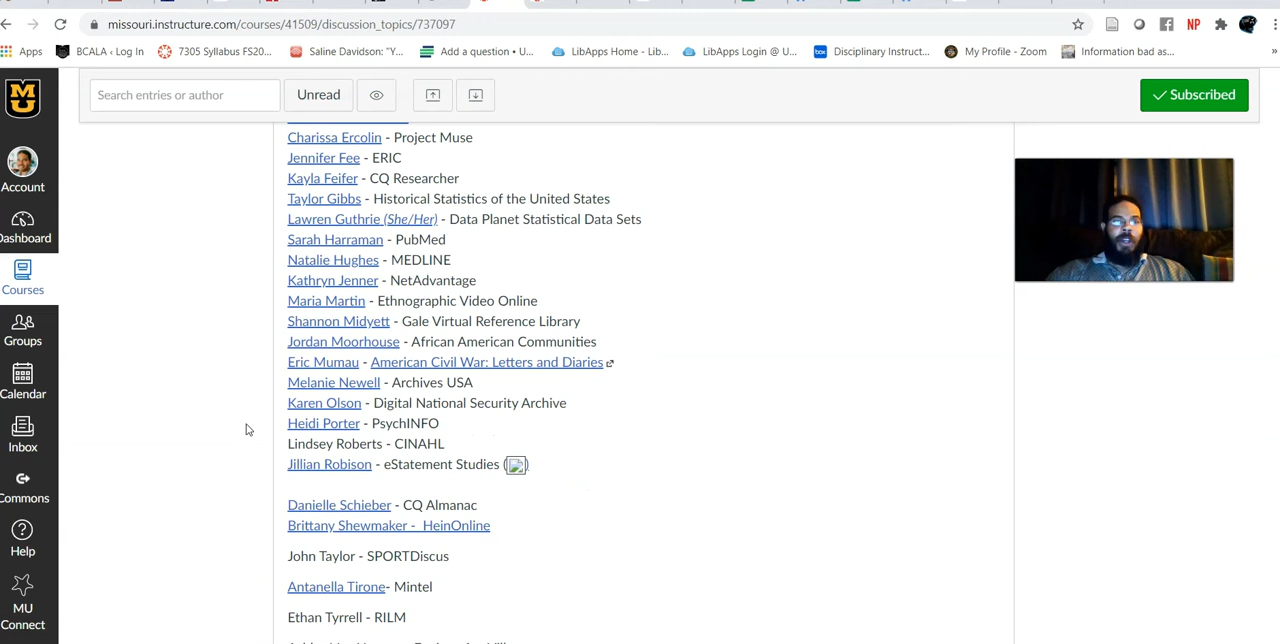 missouri.instructure.com/courses/41509/discussion_topics/737097
NP
Apps
BCALA ‹ Log In
7305 Syllabus FS20...
Saline Davidson: "Y...
Add a question • U...
LibApps Home - Lib...
LibApps Login @ U...
box
Disciplinary Instruct...
My Profile - Zoom
Information bad as...
»
MU
Account
Dashboard
Courses
Groups
Calendar
Inbox
Commons
Help
MU
Connect
Search entries or author
Unread
Subscribed
Charissa Ercolin - Project Muse
Jennifer Fee - ERIC
Kayla Feifer - CQ Researcher
Taylor Gibbs - Historical Statistics of the United States
Lawren Guthrie (She/Her) - Data Planet Statistical Data Sets
Sarah Harraman - PubMed
Natalie Hughes - MEDLINE
Kathryn Jenner - NetAdvantage
Maria Martin - Ethnographic Video Online
Shannon Midyett - Gale Virtual Reference Library
Jordan Moorhouse - African American Communities
Eric Mumau - American Civil War: Letters and Diaries
Melanie Newell - Archives USA
Karen Olson - Digital National Security Archive
Heidi Porter - PsychINFO
Lindsey Roberts - CINAHL
Jillian Robison - eStatement Studies ( )
Danielle Schieber - CQ Almanac
Brittany Shewmaker - HeinOnline
John Taylor - SPORTDiscus
Antanella Tirone- Mintel
Ethan Tyrrell - RILM